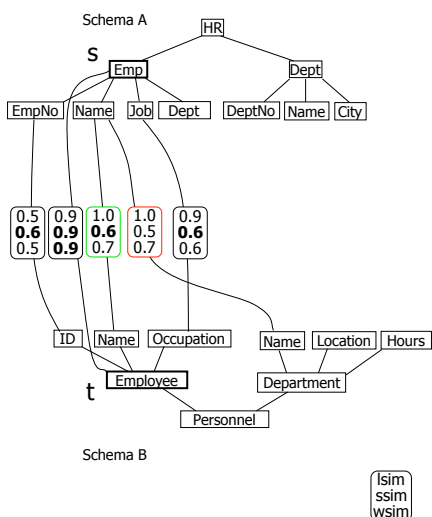 Schema A
HR
s
Emp
Dept
EmpNo Name Job Dept DeptNo Name City
0.5 0.9 1.0 1.0 0.9
0.6 0.9 0.6 0.5 0.6
0.5 0.9 0.7 0.7 0.6
ID Name Occupation Name Location Hours
t
Employee Department
Personnel
Schema B
lsim
ssim
wsim